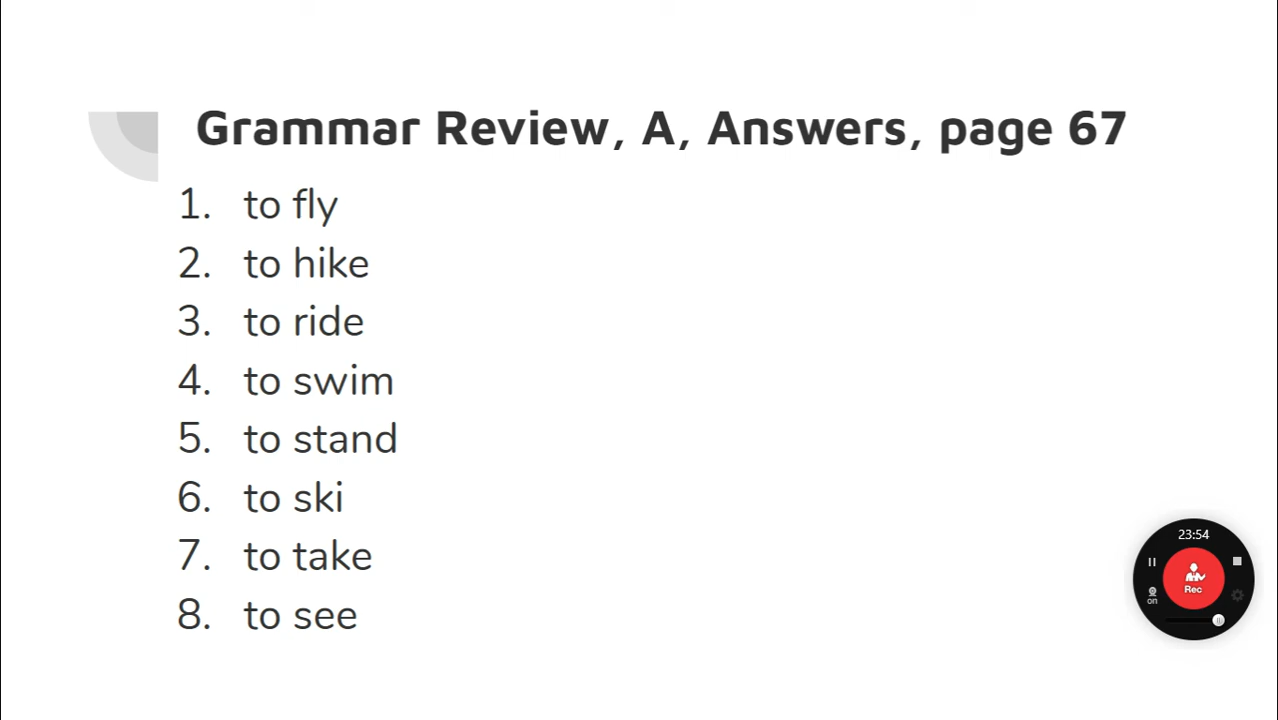 Grammar Review, A, Answers, page 67
1. to fly
2. to hike
3. to ride
4. to swim
5. to stand
6. to ski
7. to take
8. to see
23:54
Rec
on